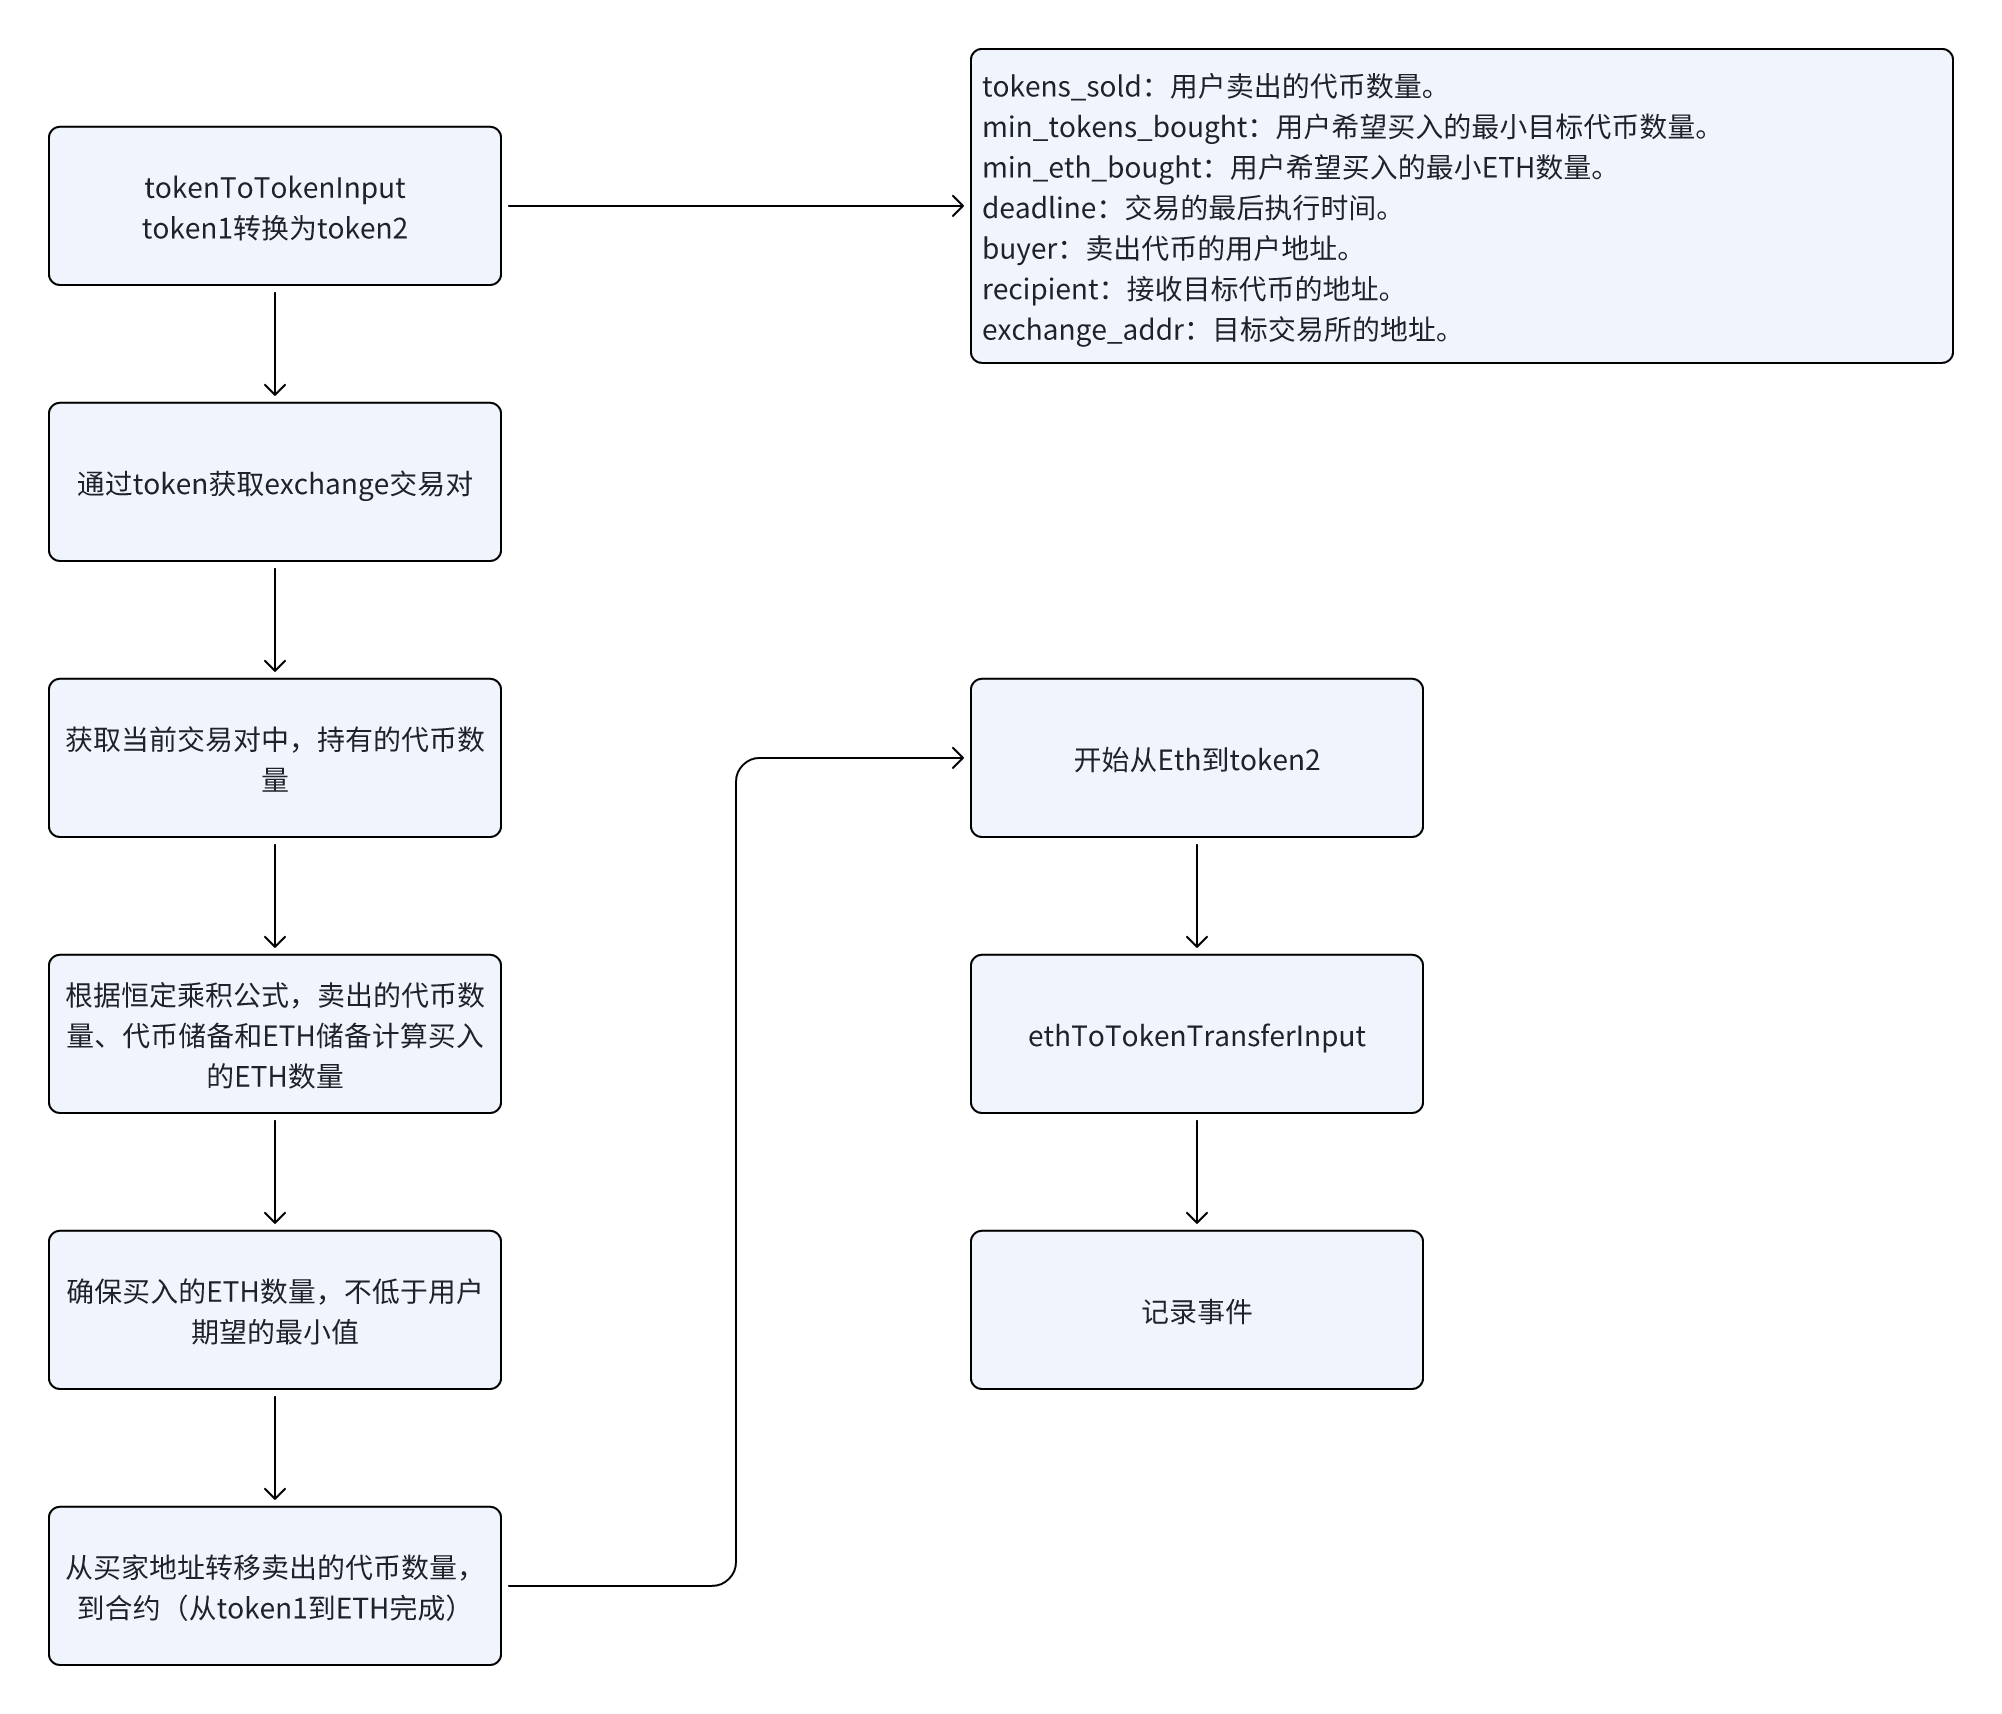 tokenToTokenInput
token1转换为token2
tokens_sold：用户卖出的代币数量。
min_tokens_bought：用户希望买入的最小目标代币数量。
min_eth_bought：用户希望买入的最小ETH数量。
deadline：交易的最后执行时间。
buyer：卖出代币的用户地址。
recipient：接收目标代币的地址。
exchange_addr：目标交易所的地址。
通过token获取exchange交易对
获取当前交易对中，持有的代币数
量
根据恒定乘积公式，卖出的代币数
量、代币储备和ETH储备计算买入
的ETH数量
确保买入的ETH数量，不低于用户
期望的最小值
从买家地址转移卖出的代币数量，
到合约（从token1到ETH完成）
开始从Eth到token2
ethToTokenTransferInput
记录事件